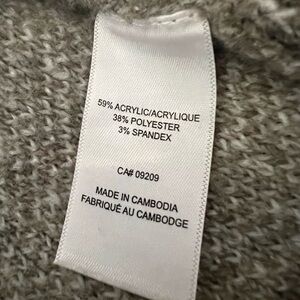 59% ACRYLIC/ACRYLIQUE
38% POLYESTER
3% SPANDEX
CA# 09209
MADE IN CAMBODIA
FABRIQUÉ AU CAMBODGE